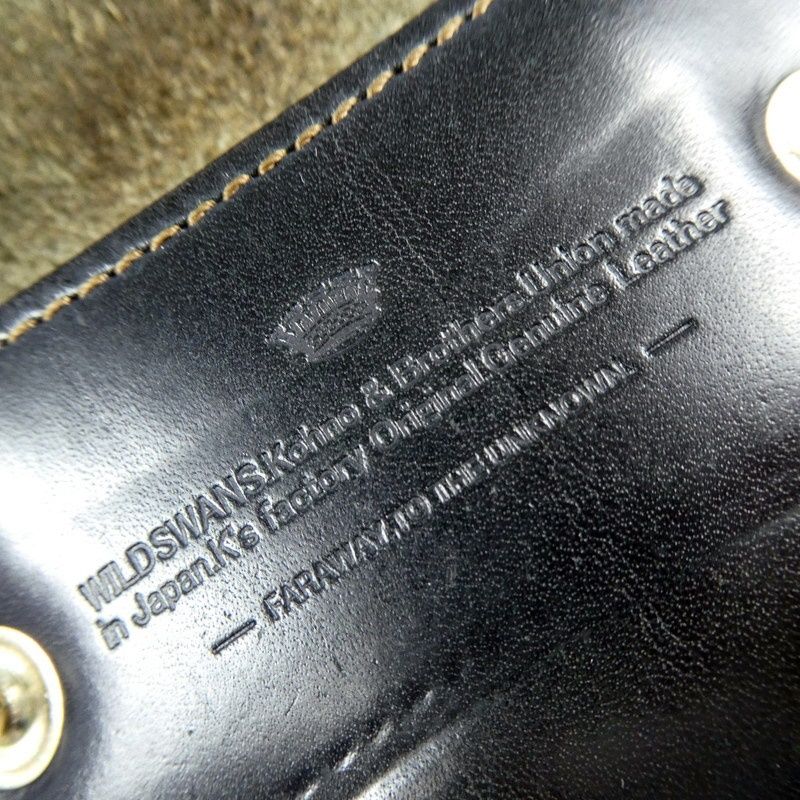 WILDSWANS.Kohno & Brothers.Union made
in Japan.K's factory Original Genuine Leather
— FARAWAY,TO THE UNKNOWN. —